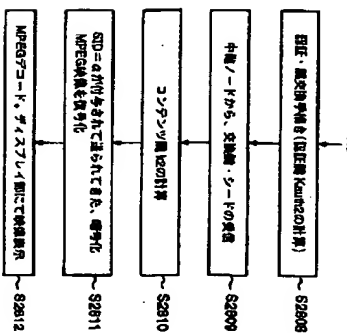 認証・鍵交換手続き(認証鍵Kauth2の計算)
~S2808
中継ノードから、交換鍵・シードの受信
~S2809
コンテンツ鍵k2の計算
~S2810
SID=αが付与されて送られてきた、暗号化
MPEG映像を復号化
~S2811
MPEGデコード。ディスプレイ部にて映像表示
~S2812